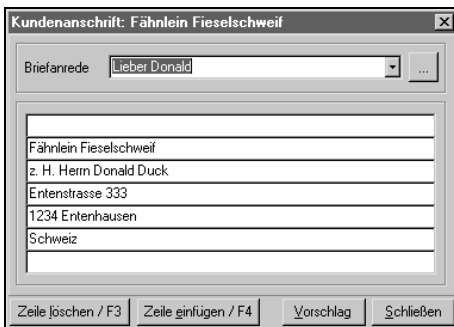 Kundenanschrift: Fähnlein Fieselschweif
Briefanrede Lieber Donald ...
Fähnlein Fieselschweif
z. H. Herrn Donald Duck
Entenstrasse 333
1234 Entenhausen
Schweiz
Zeile löschen / F3 Zeile einfügen / F4 Vorschlag Schließen